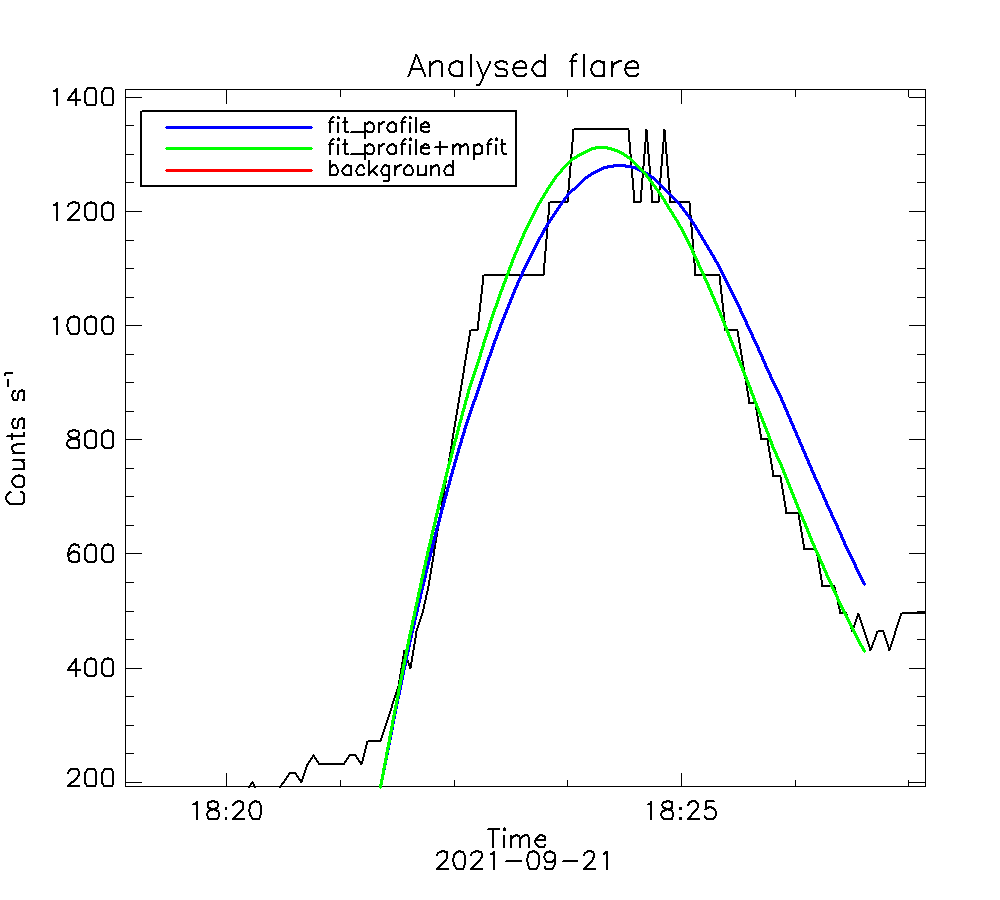 Analysed flare
1400
1200
1000
800
600
400
200
Counts s⁻¹
fit_profile
fit_profile+mpfit
background
18:20
18:25
Time
2021-09-21